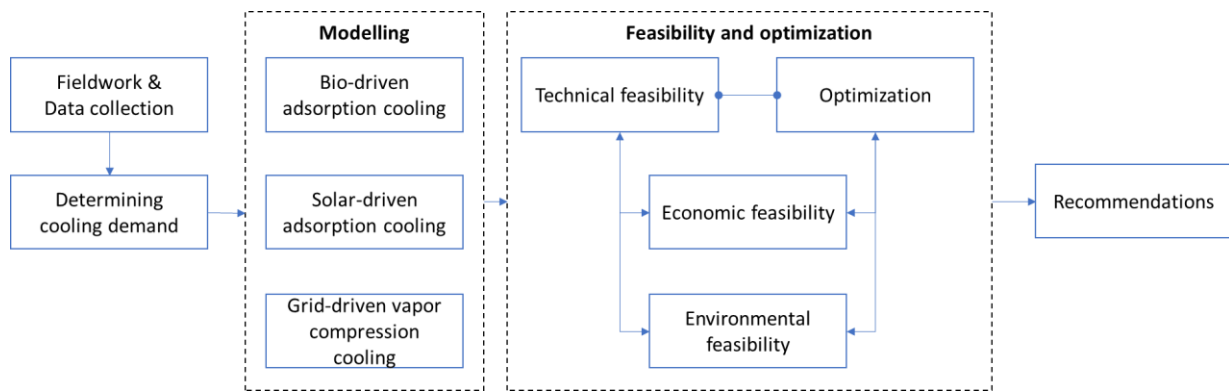 Fieldwork &
Data collection
Determining
cooling demand
Modelling
Bio-driven
adsorption cooling
Solar-driven
adsorption cooling
Grid-driven vapor
compression
cooling
Feasibility and optimization
Technical feasibility
Optimization
Economic feasibility
Environmental
feasibility
Recommendations